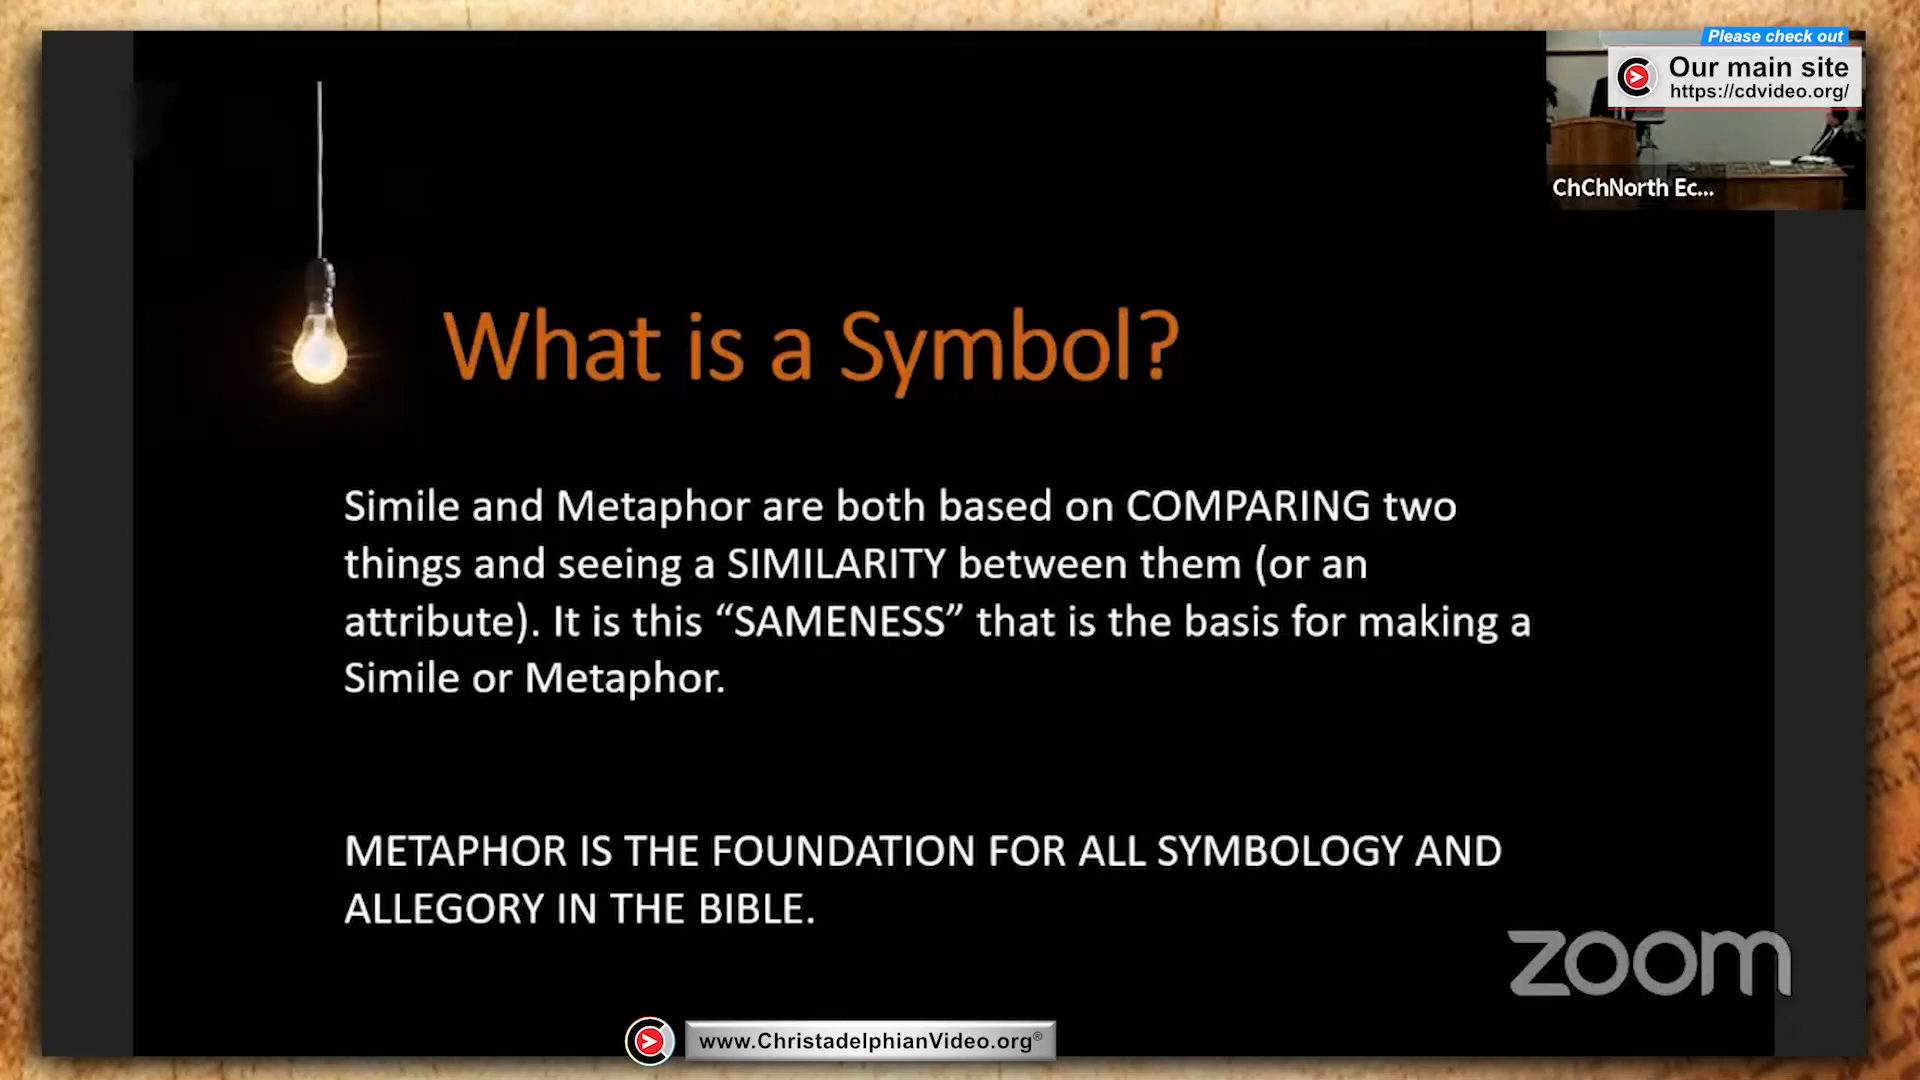 Please check out
Our main site
https://cdvideo.org/
ChChNorth Ec...
What is a Symbol?
Simile and Metaphor are both based on COMPARING two
things and seeing a SIMILARITY between them (or an
attribute). It is this “SAMENESS” that is the basis for making a
Simile or Metaphor.
METAPHOR IS THE FOUNDATION FOR ALL SYMBOLOGY AND
ALLEGORY IN THE BIBLE.
zoom
www.ChristadelphianVideo.org®